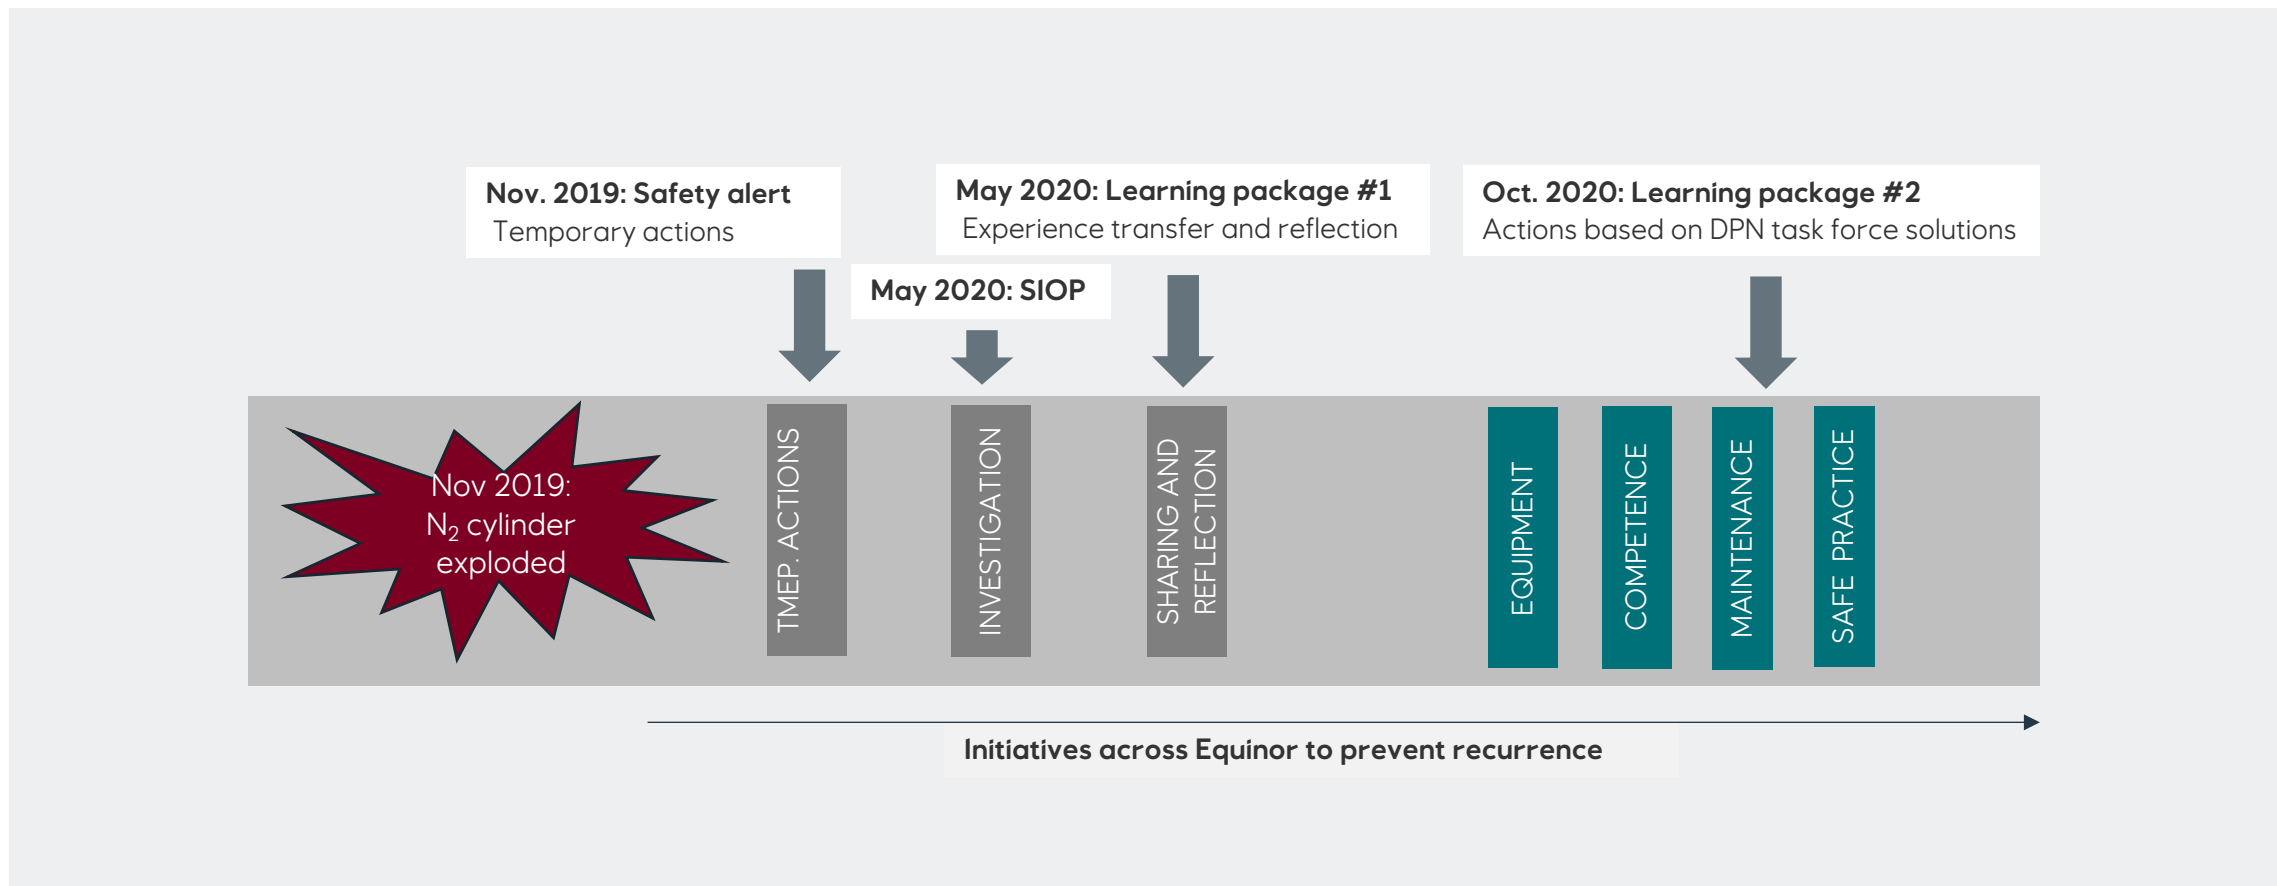 Nov. 2019: Safety alert
Temporary actions
May 2020: SIOP
May 2020: Learning package #1
Experience transfer and reflection
Oct. 2020: Learning package #2
Actions based on DPN task force solutions
Nov 2019:
N₂ cylinder
exploded
TMEP. ACTIONS
INVESTIGATION
SHARING AND
REFLECTION
EQUIPMENT
COMPETENCE
MAINTENANCE
SAFE PRACTICE
Initiatives across Equinor to prevent recurrence